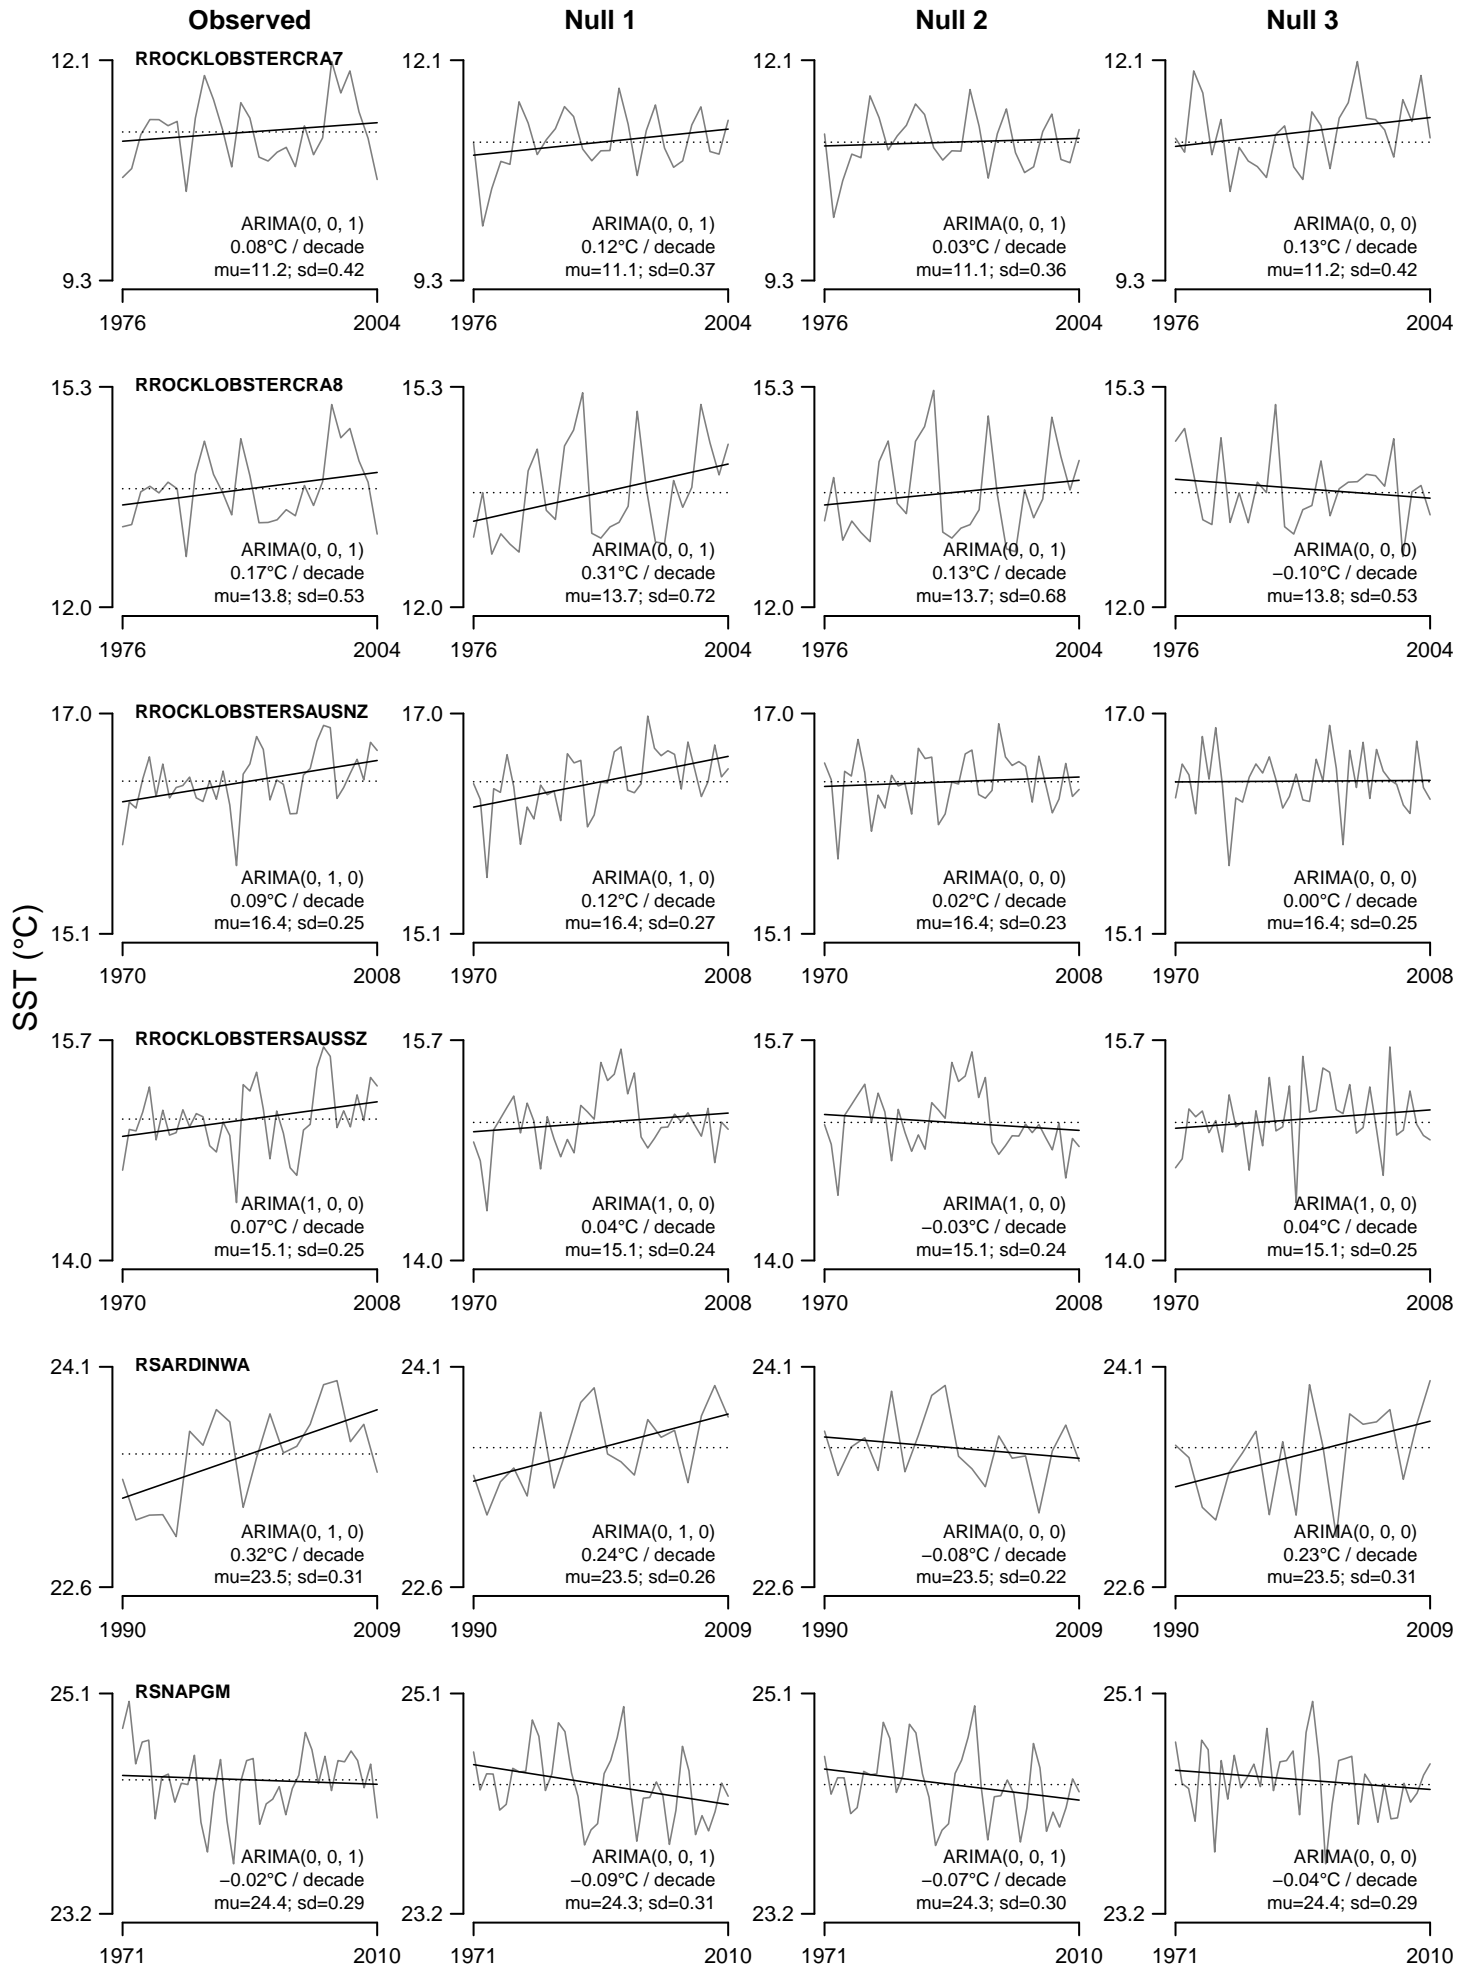 Observed Null 1 Null 2 Null 3
SST (°C)
RROCKLOBSTERCRA7
12.1 12.1 12.1 12.1
ARIMA(0, 0, 1) ARIMA(0, 0, 1) ARIMA(0, 0, 1) ARIMA(0, 0, 0)
0.08°C / decade 0.12°C / decade 0.03°C / decade 0.13°C / decade
mu=11.2; sd=0.42 mu=11.1; sd=0.37 mu=11.1; sd=0.36 mu=11.2; sd=0.42
9.3 9.3 9.3 9.3
1976 2004 1976 2004 1976 2004 1976 2004
RROCKLOBSTERCRA8
15.3 15.3 15.3 15.3
ARIMA(0, 0, 1) ARIMA(0, 0, 1) ARIMA(0, 0, 1) ARIMA(0, 0, 0)
0.17°C / decade 0.31°C / decade 0.13°C / decade −0.10°C / decade
mu=13.8; sd=0.53 mu=13.7; sd=0.72 mu=13.7; sd=0.68 mu=13.8; sd=0.53
12.0 12.0 12.0 12.0
1976 2004 1976 2004 1976 2004 1976 2004
RROCKLOBSTERSAUSNZ
17.0 17.0 17.0 17.0
ARIMA(0, 1, 0) ARIMA(0, 1, 0) ARIMA(0, 0, 0) ARIMA(0, 0, 0)
0.09°C / decade 0.12°C / decade 0.02°C / decade 0.00°C / decade
mu=16.4; sd=0.25 mu=16.4; sd=0.27 mu=16.4; sd=0.23 mu=16.4; sd=0.25
15.1 15.1 15.1 15.1
1970 2008 1970 2008 1970 2008 1970 2008
RROCKLOBSTERSAUSSZ
15.7 15.7 15.7 15.7
ARIMA(1, 0, 0) ARIMA(1, 0, 0) ARIMA(1, 0, 0) ARIMA(1, 0, 0)
0.07°C / decade 0.04°C / decade −0.03°C / decade 0.04°C / decade
mu=15.1; sd=0.25 mu=15.1; sd=0.24 mu=15.1; sd=0.24 mu=15.1; sd=0.25
14.0 14.0 14.0 14.0
1970 2008 1970 2008 1970 2008 1970 2008
RSARDINWA
24.1 24.1 24.1 24.1
ARIMA(0, 1, 0) ARIMA(0, 1, 0) ARIMA(0, 0, 0) ARIMA(0, 0, 0)
0.32°C / decade 0.24°C / decade −0.08°C / decade 0.23°C / decade
mu=23.5; sd=0.31 mu=23.5; sd=0.26 mu=23.5; sd=0.22 mu=23.5; sd=0.31
22.6 22.6 22.6 22.6
1990 2009 1990 2009 1990 2009 1990 2009
RSNAPGM
25.1 25.1 25.1 25.1
ARIMA(0, 0, 1) ARIMA(0, 0, 1) ARIMA(0, 0, 1) ARIMA(0, 0, 0)
−0.02°C / decade −0.09°C / decade −0.07°C / decade −0.04°C / decade
mu=24.4; sd=0.29 mu=24.3; sd=0.31 mu=24.3; sd=0.30 mu=24.4; sd=0.29
23.2 23.2 23.2 23.2
1971 2010 1971 2010 1971 2010 1971 2010